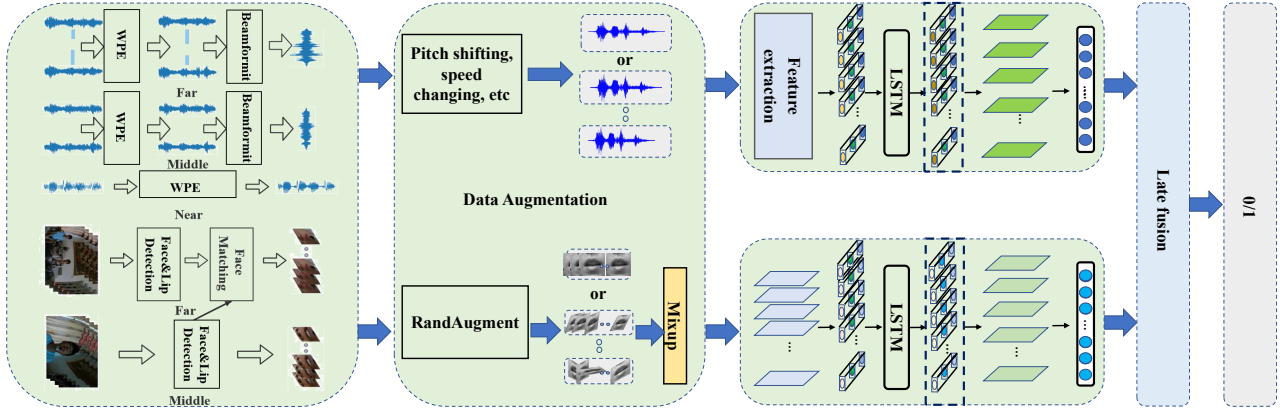 WPE
Beamformit
Far
WPE
Beamformit
Middle
WPE
Near
Face&Lip
Detection
Face
Matching
Far
Face&Lip
Detection
Middle
Pitch shifting,
speed
changing, etc
or
Data Augmentation
RandAugment
or
Mixup
Feature
extraction
LSTM
...
...
LSTM
...
...
...
Late fusion
0/1